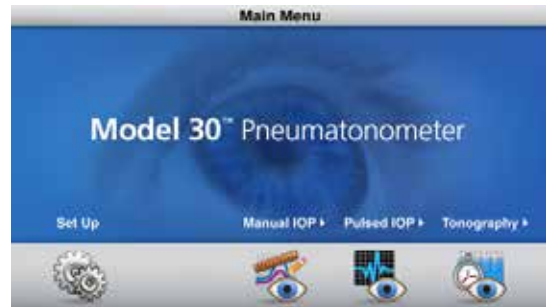 Main Menu
Model 30™ Pneumatonometer
Set Up Manual IOP▸ Pulsed IOP▸ Tonography▸